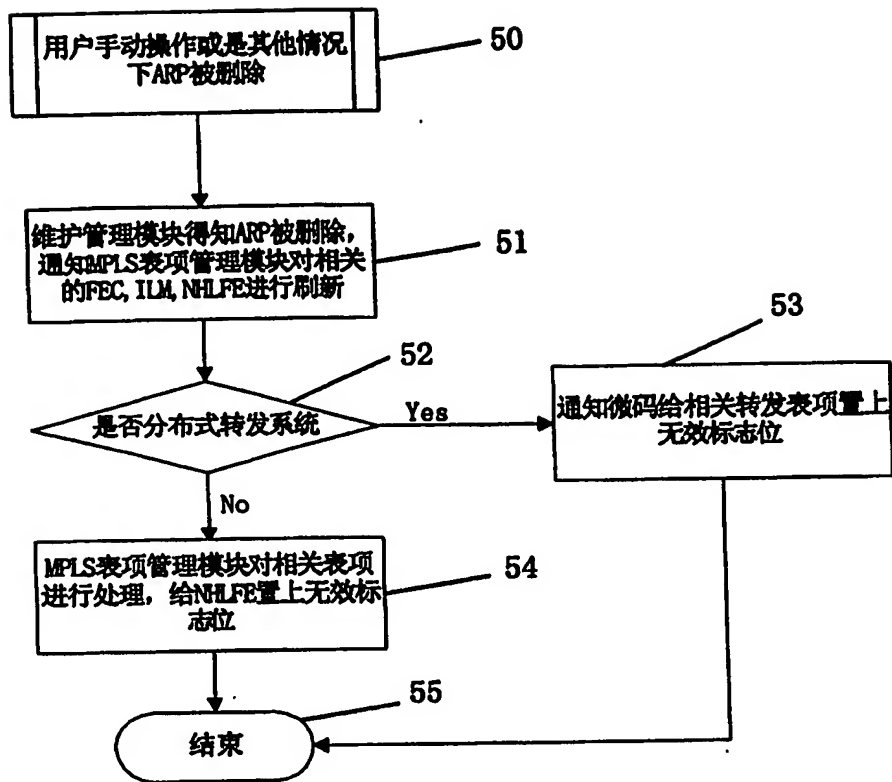 用户手动操作或是其他情况
下ARP被删除
50
维护管理模块得知ARP被删除,
通知MPLS表项管理模块对相关
的FEC, ILM, NHLFE进行刷新
51
52
是否分布式转发系统
Yes
53
通知微码给相关转发表项置上
无效标志位
No
MPLS表项管理模块对相关表项
进行处理, 给NHLFE置上无效标
志位
54
55
结束